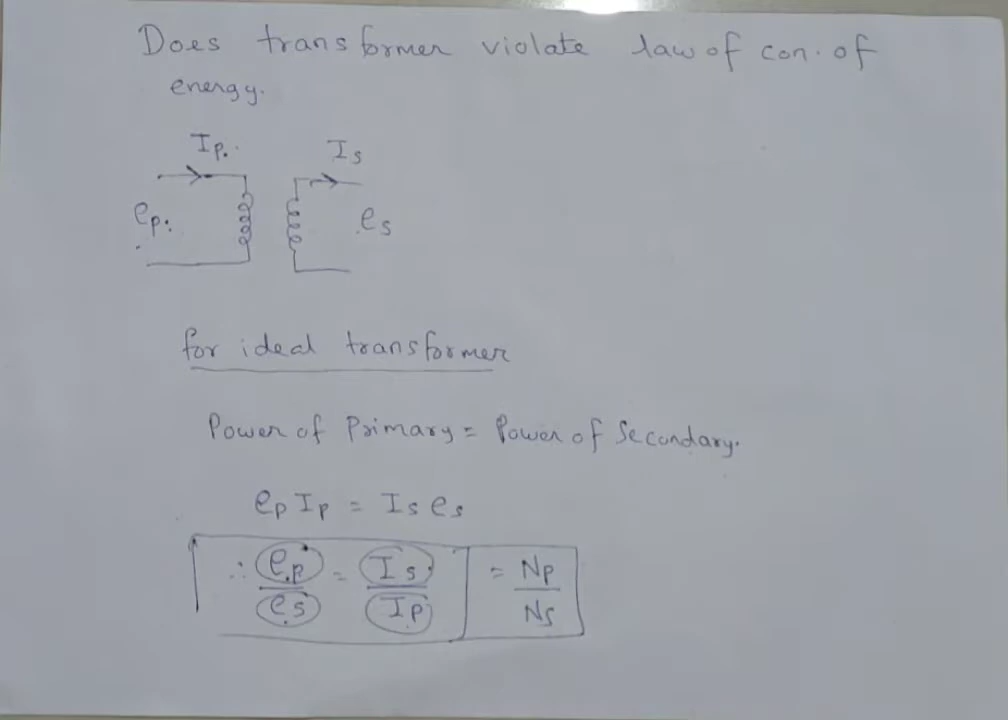 Does transformer violate law of con. of
energy.
Ip. Is
ep. es
for ideal transformer
Power of Primary = Power of Secondary.
ep Ip = Is es
∴ ep/es = Is/Ip = Np/Ns